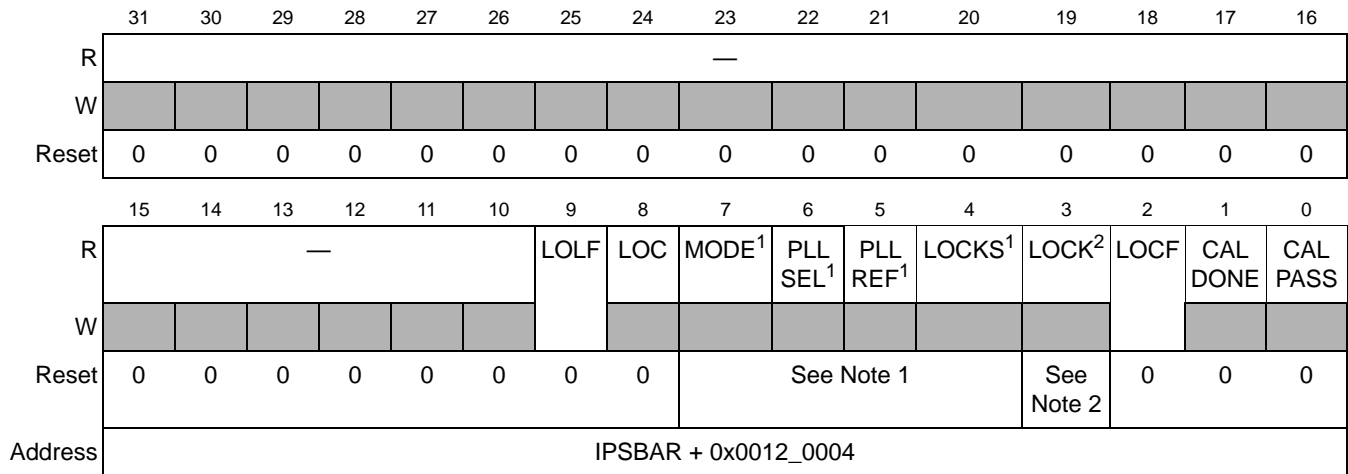 31 30 29 28 27 26 25 24 23 22 21 20 19 18 17 16
R —
W
Reset 0 0 0 0 0 0 0 0 0 0 0 0 0 0 0 0
15 14 13 12 11 10 9 8 7 6 5 4 3 2 1 0
R — LOLF LOC MODE¹ PLL SEL¹ PLL REF¹ LOCKS¹ LOCK² LOCF CAL DONE CAL PASS
W
Reset 0 0 0 0 0 0 0 0 See Note 1 See Note 2 0 0 0
Address IPSBAR + 0x0012_0004